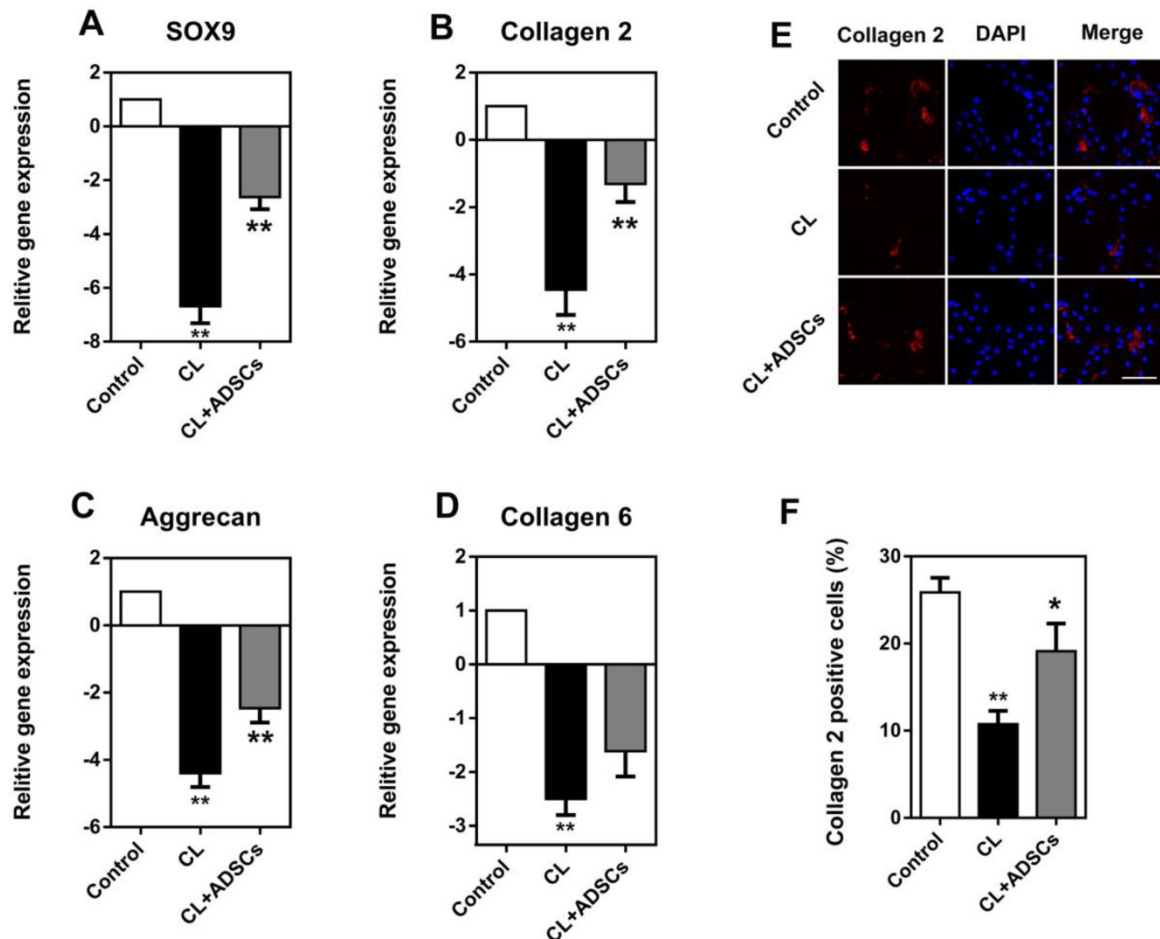 A
SOX9
Relitive gene expression
2
0
-2
-4
-6
-8
**
**
Control
CL
CL+ADSCs
B
Collagen 2
Relitive gene expression
2
0
-2
-4
-6
**
**
Control
CL
CL+ADSCs
E
Collagen 2 DAPI Merge
Control
CL
CL+ADSCs
C
Aggrecan
Relitive gene expression
2
0
-2
-4
-6
**
**
Control
CL
CL+ADSCs
D
Collagen 6
Relitive gene expression
2
1
0
-1
-2
-3
**
Control
CL
CL+ADSCs
F
Collagen 2 positive cells (%)
30
20
10
0
**
*
Control
CL
CL+ADSCs